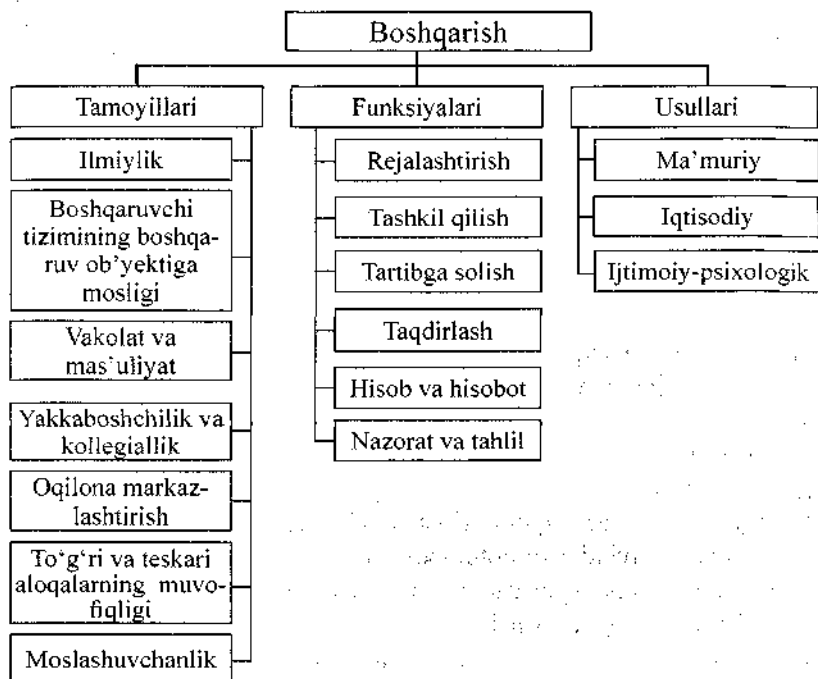 Boshqarish
Tamoyillari
Ilmiylik
Boshqaruvchi
tizimining boshqa-
ruv ob’yektiga
mosligi
Vakolat va
mas‘uliyat
Yakkaboshchilik va
kollegiallik
Oqilona markaz-
lashtirish
To‘g‘ri va teskari
aloqalarning muvo-
fiqligi
Moslashuvchanlik
Funksiyalari
Rejalashtirish
Tashkil qilish
Tartibga solish
Taqdirlash
Hisob va hisobot
Nazorat va tahlil
Usullari
Ma’muriy
Iqtisodiy
Ijtimoiy-psixologik